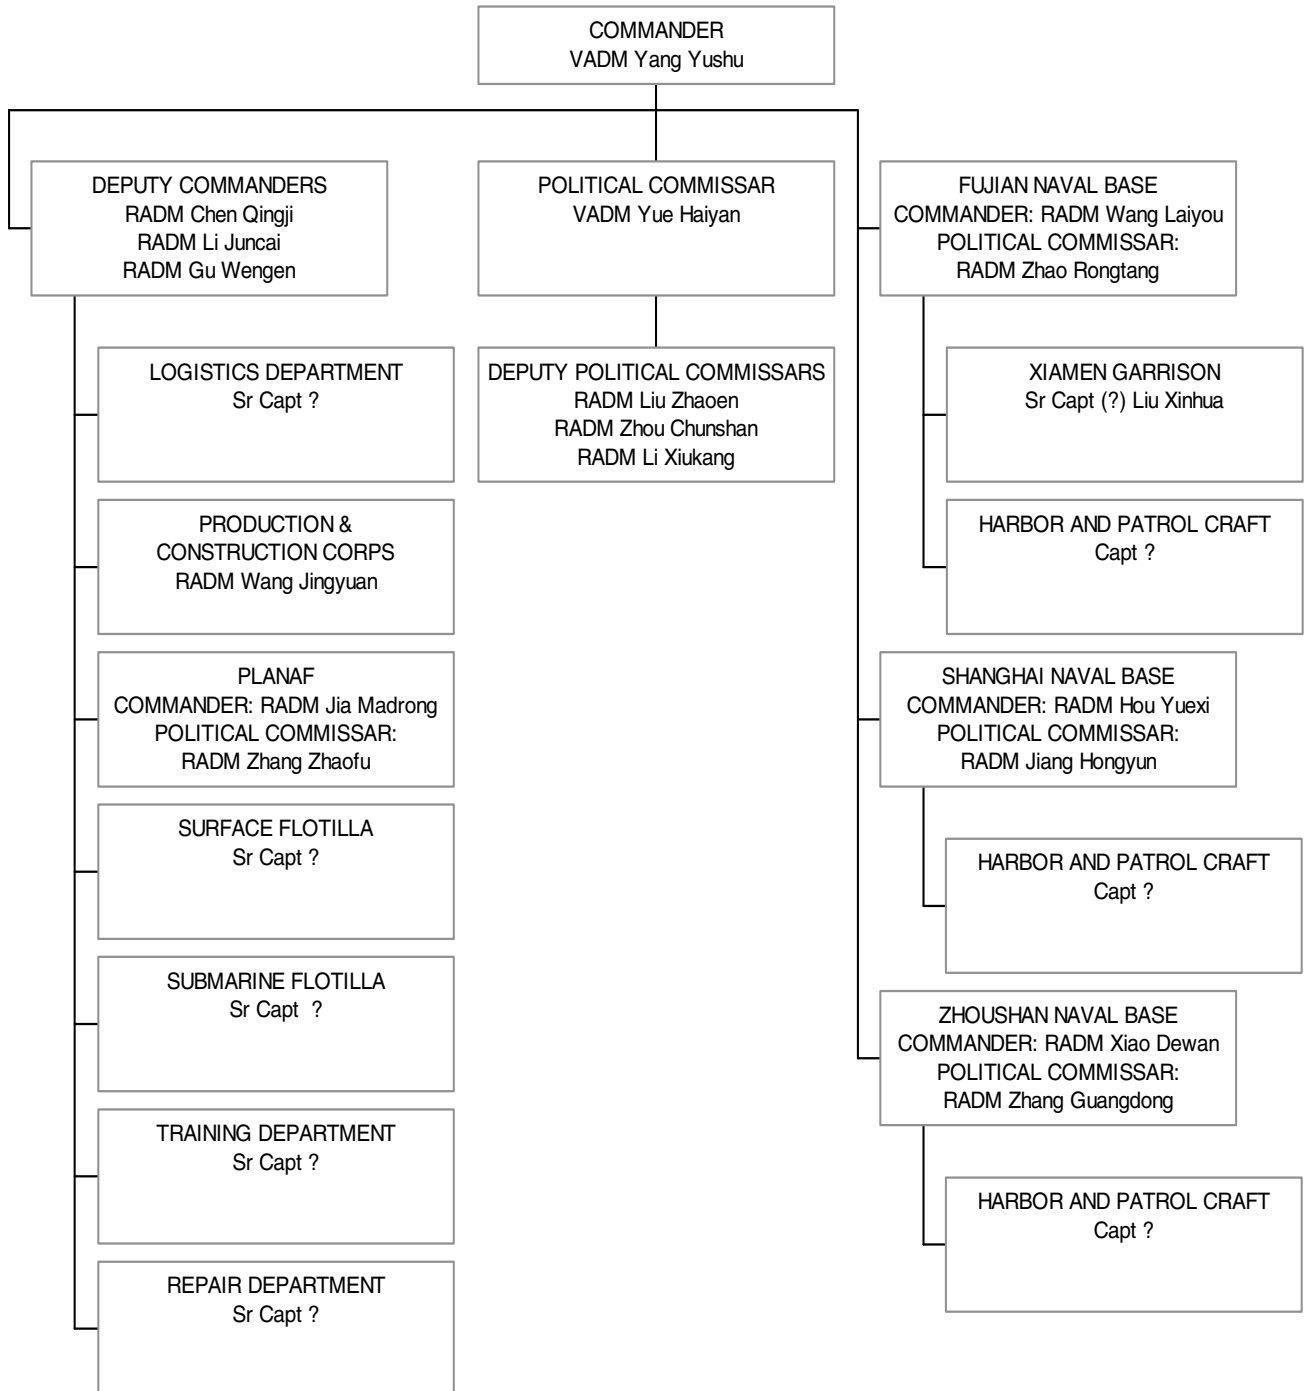 COMMANDER
VADM Yang Yushu
DEPUTY COMMANDERS
RADM Chen Qingji
RADM Li Juncai
RADM Gu Wengen
LOGISTICS DEPARTMENT
Sr Capt ?
PRODUCTION &
CONSTRUCTION CORPS
RADM Wang Jingyuan
PLANAF
COMMANDER: RADM Jia Madrong
POLITICAL COMMISSAR:
RADM Zhang Zhaofu
SURFACE FLOTILLA
Sr Capt ?
SUBMARINE FLOTILLA
Sr Capt ?
TRAINING DEPARTMENT
Sr Capt ?
REPAIR DEPARTMENT
Sr Capt ?
POLITICAL COMMISSAR
VADM Yue Haiyan
DEPUTY POLITICAL COMMISSARS
RADM Liu Zhaoen
RADM Zhou Chunshan
RADM Li Xiukang
FUJIAN NAVAL BASE
COMMANDER: RADM Wang Laiyou
POLITICAL COMMISSAR:
RADM Zhao Rongtang
XIAMEN GARRISON
Sr Capt (?) Liu Xinhua
HARBOR AND PATROL CRAFT
Capt ?
SHANGHAI NAVAL BASE
COMMANDER: RADM Hou Yuexi
POLITICAL COMMISSAR:
RADM Jiang Hongyun
HARBOR AND PATROL CRAFT
Capt ?
ZHOUSHAN NAVAL BASE
COMMANDER: RADM Xiao Dewan
POLITICAL COMMISSAR:
RADM Zhang Guangdong
HARBOR AND PATROL CRAFT
Capt ?